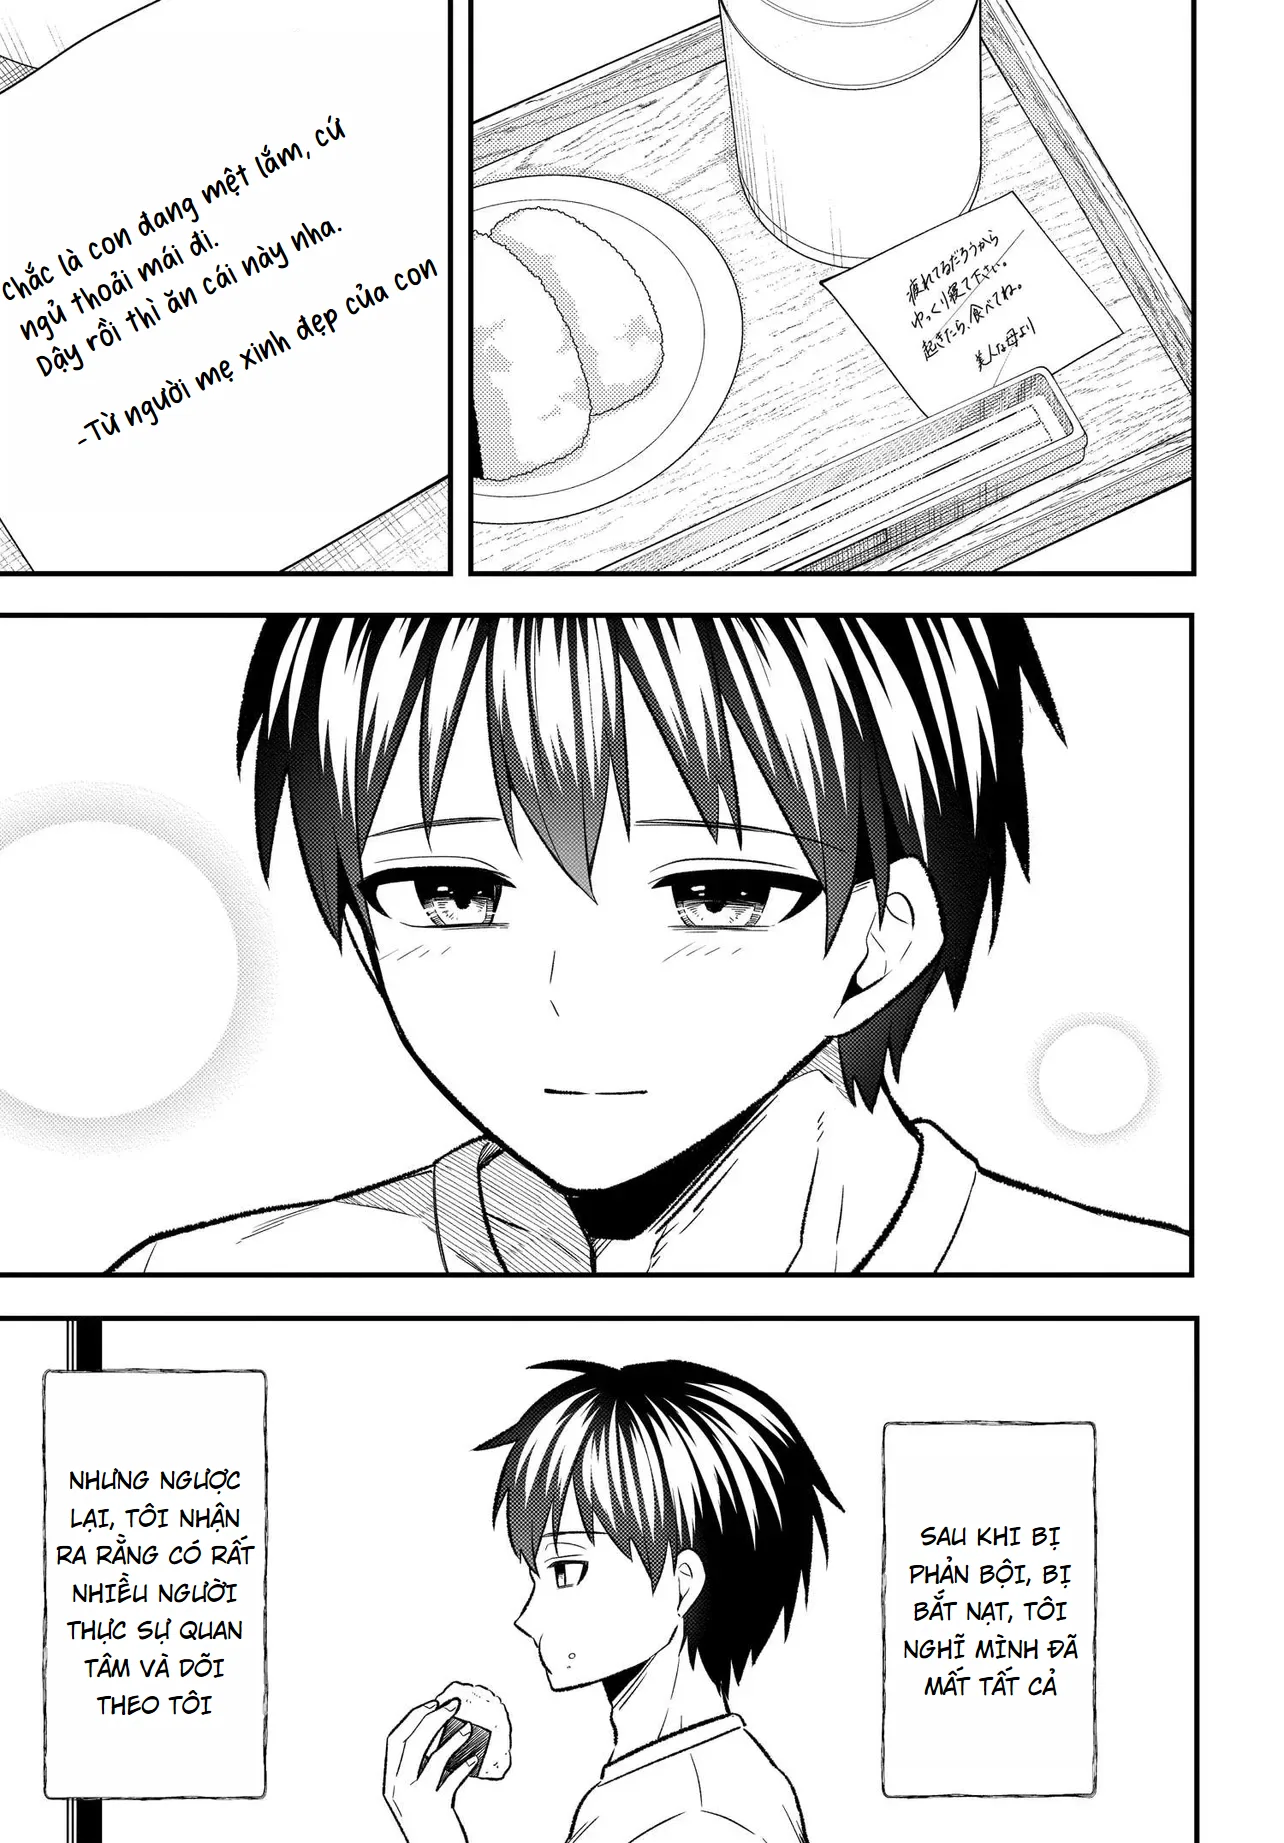 疲れてるだろうから
ゆっくり寝て下さい。
起きたら、食べてね。
美人な母より
chắc là con đang mệt lắm, cứ
ngủ thoải mái đi.
Dậy rồi thì ăn cái này nha.
-Từ người mẹ xinh đẹp của con
SAU KHI BỊ
PHẢN BỘI, BỊ
BẮT NẠT, TÔI
NGHĨ MÌNH ĐÃ
MẤT TẤT CẢ
NHƯNG NGƯỢC
LẠI, TÔI NHẬN
RA RẰNG CÓ RẤT
NHIỀU NGƯỜI
THỰC SỰ QUAN
TÂM VÀ DÕI
THEO TÔI